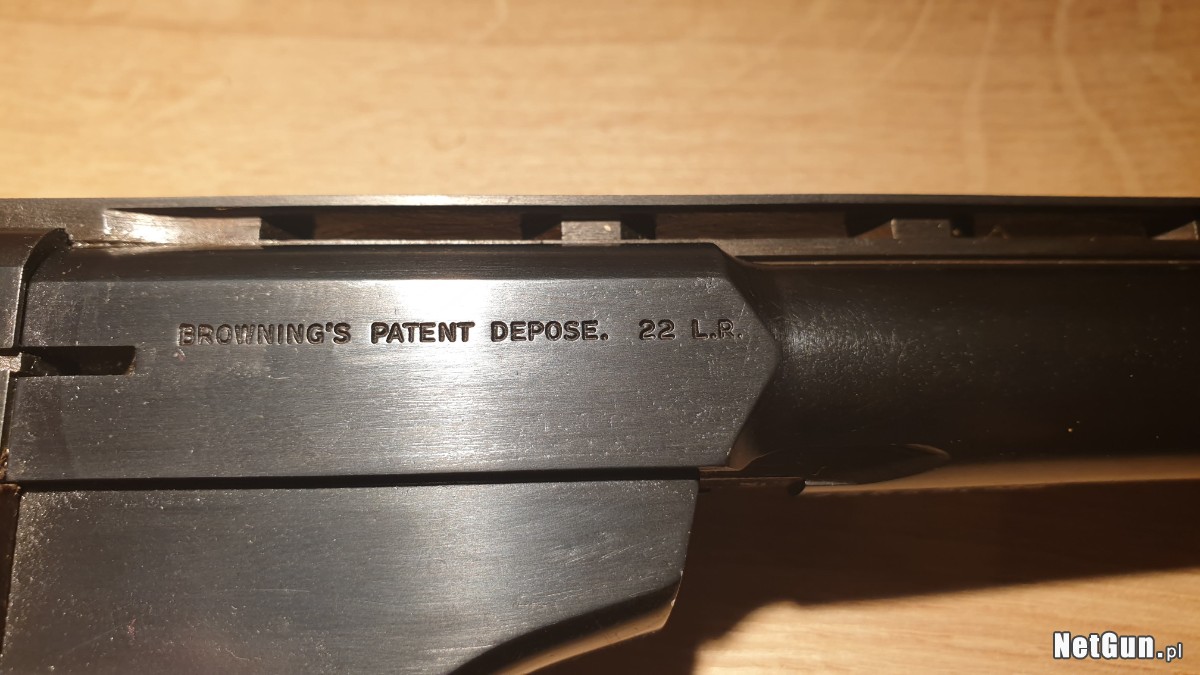 BROWNING'S PATENT DEPOSE. 22 L.R.
NetGun.pl